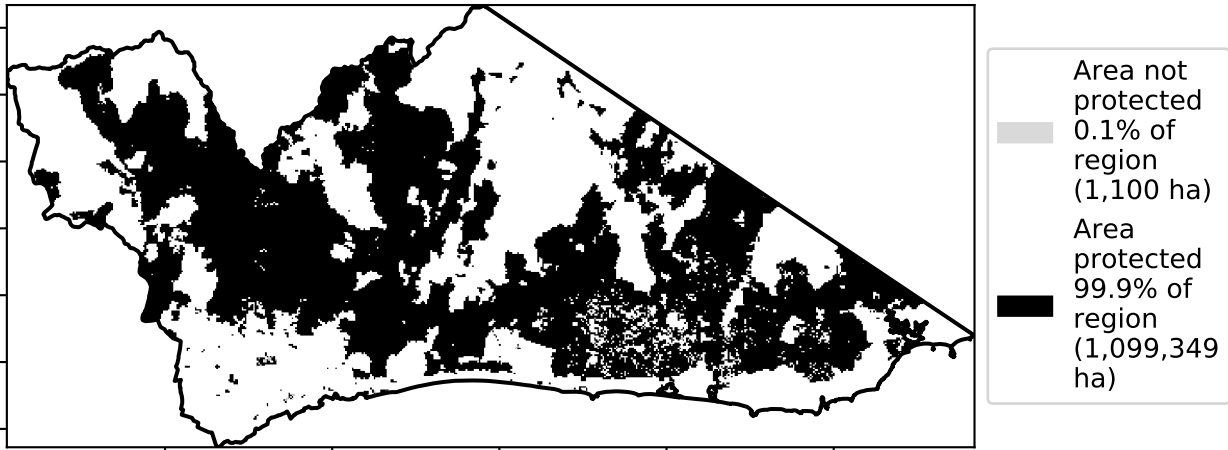 Area not
protected
0.1% of
region
(1,100 ha)
Area
protected
99.9% of
region
(1,099,349
ha)